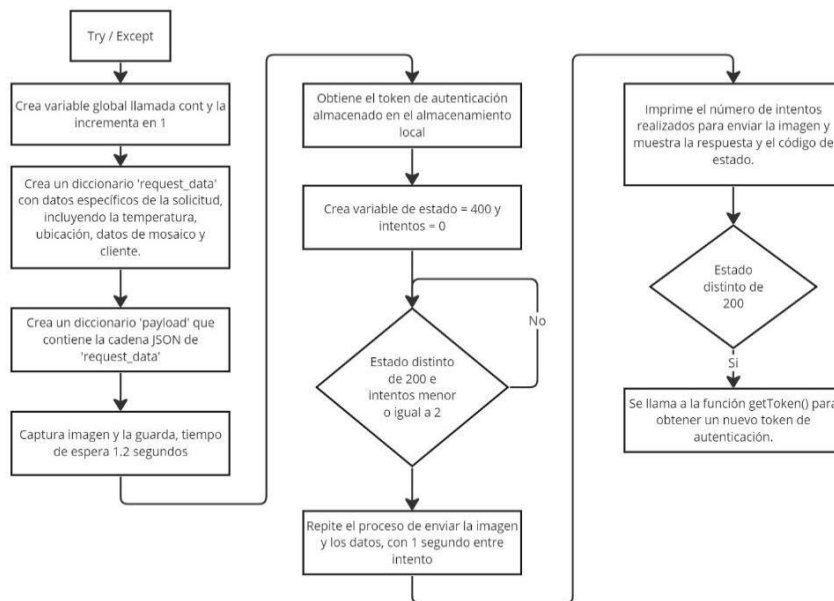 Try / Except
Crea variable global llamada cont y la
incrementa en 1
Crea un diccionario 'request_data'
con datos específicos de la solicitud,
incluyendo la temperatura,
ubicación, datos de mosaico y
cliente.
Crea un diccionario 'payload' que
contiene la cadena JSON de
'request_data'
Captura imagen y la guarda, tiempo
de espera 1.2 segundos
Obtiene el token de autenticación
almacenado en el almacenamiento
local
Crea variable de estado = 400 y
intentos = 0
No
Estado distinto
de 200 e
intentos menor
o igual a 2
Repite el proceso de enviar la imagen
y los datos, con 1 segundo entre
intento
Imprime el número de intentos
realizados para enviar la imagen y
muestra la respuesta y el código de
estado.
Estado
distinto de
200
Si
Se llama a la función getToken() para
obtener un nuevo token de
autenticación.